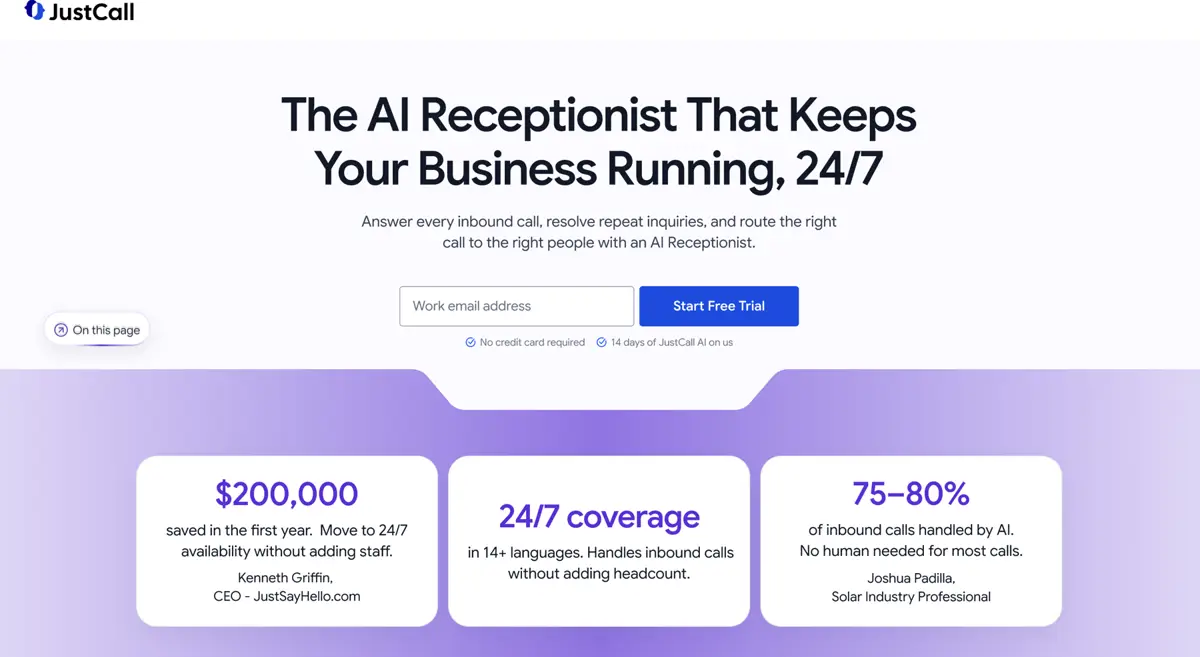 JustCall
The AI Receptionist That Keeps
Your Business Running, 24/7
Answer every inbound call, resolve repeat inquiries, and route the right
call to the right people with an AI Receptionist.
Work email address
Start Free Trial
No credit card required
14 days of JustCall AI on us
On this page
$200,000
saved in the first year. Move to 24/7
availability without adding staff.
Kenneth Griffin,
CEO - JustSayHello.com
24/7 coverage
in 14+ languages. Handles inbound calls
without adding headcount.
75–80%
of inbound calls handled by AI.
No human needed for most calls.
Joshua Padilla,
Solar Industry Professional